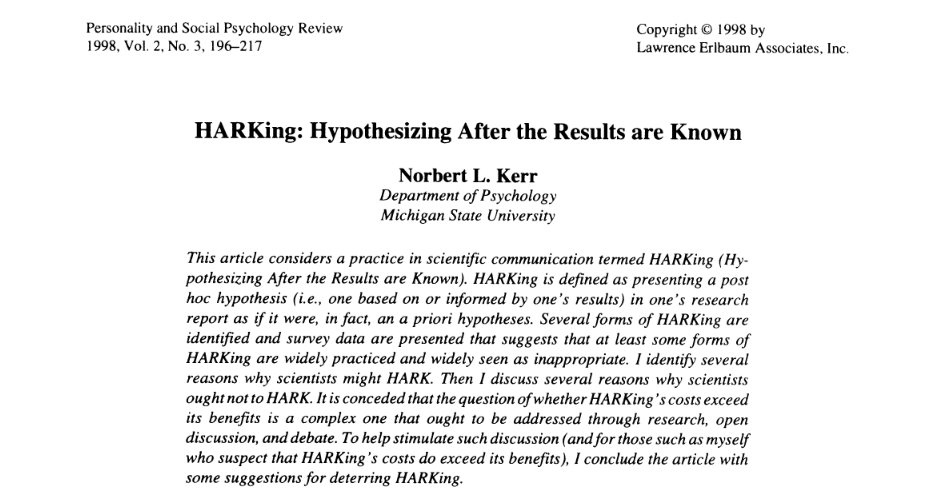 Personality and Social Psychology Review
1998, Vol. 2, No. 3, 196–217
Copyright © 1998 by
Lawrence Erlbaum Associates, Inc.
HARKing: Hypothesizing After the Results are Known
Norbert L. Kerr
Department of Psychology
Michigan State University
This article considers a practice in scientific communication termed HARKing (Hy-
pothesizing After the Results are Known). HARKing is defined as presenting a post
hoc hypothesis (i.e., one based on or informed by one's results) in one's research
report as if it were, in fact, an a priori hypotheses. Several forms of HARKing are
identified and survey data are presented that suggests that at least some forms of
HARKing are widely practiced and widely seen as inappropriate. I identify several
reasons why scientists might HARK. Then I discuss several reasons why scientists
ought not to HARK. It is conceded that the question of whether HARKing's costs exceed
its benefits is a complex one that ought to be addressed through research, open
discussion, and debate. To help stimulate such discussion (and for those such as myself
who suspect that HARKing's costs do exceed its benefits), I conclude the article with
some suggestions for deterring HARKing.